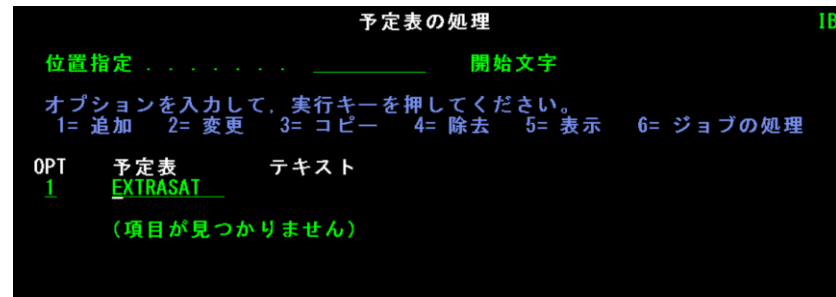 予定表の処理 IB
位置指定 . . . . . . . 開始文字
オプションを入力して，実行キーを押してください。
1= 追加 2= 変更 3= コピー 4= 除去 5= 表示 6= ジョブの処理
OPT 予定表 テキスト
1 EXTRASAT
(項目が見つかりません)